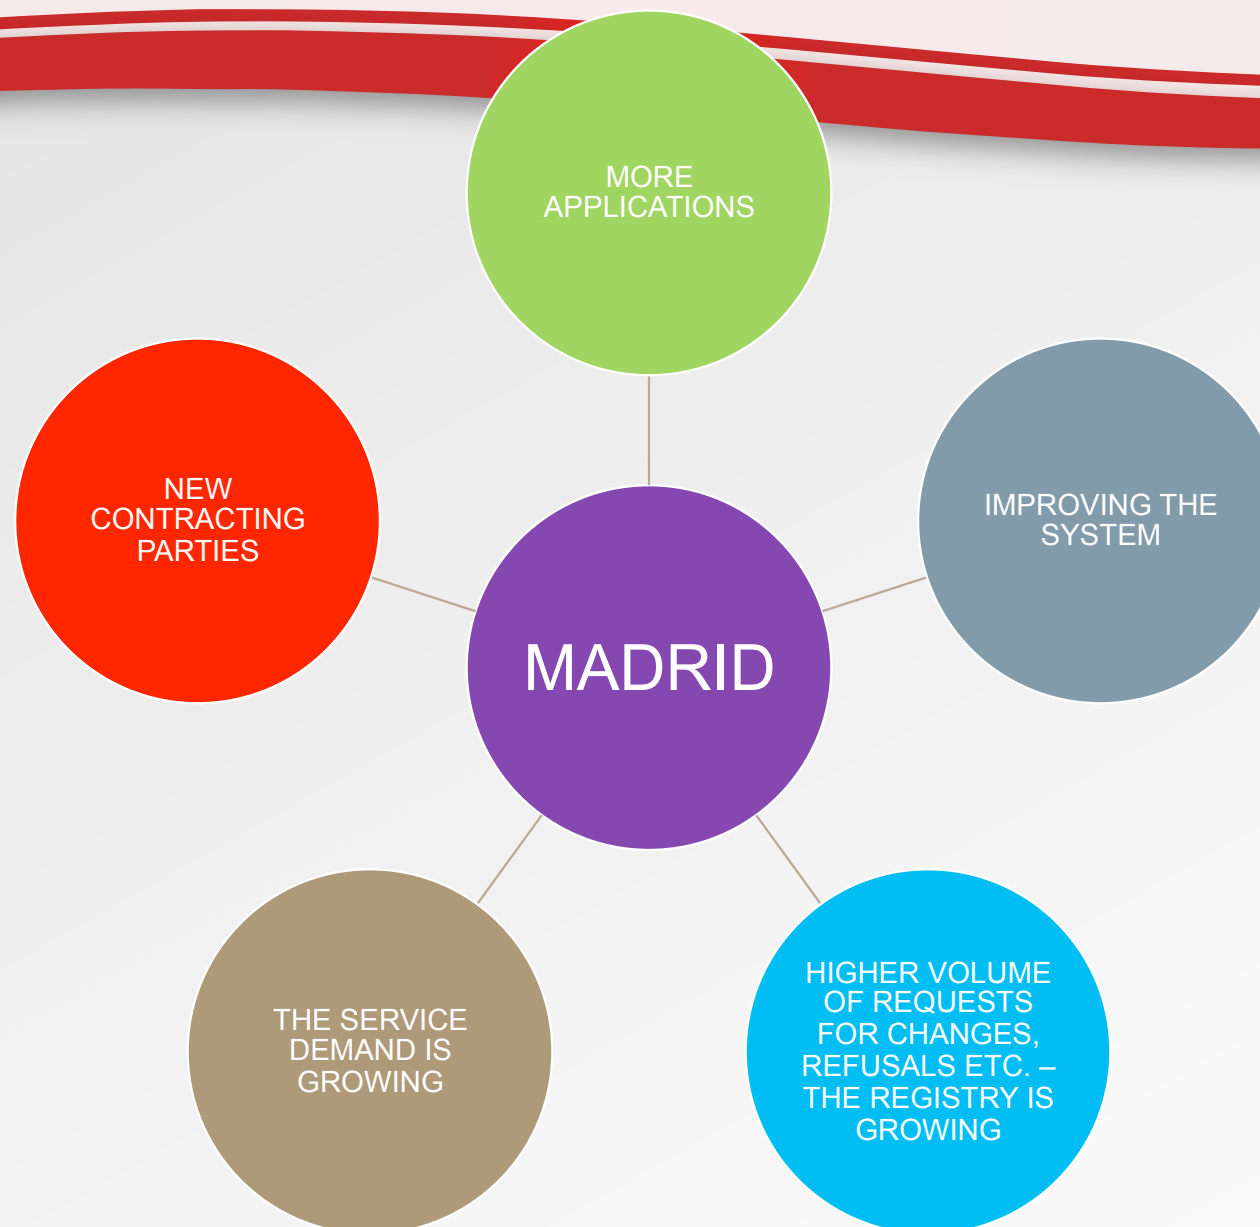 MORE
APPLICATIONS
NEW
CONTRACTING
PARTIES
IMPROVING THE
SYSTEM
MADRID
THE SERVICE
DEMAND IS
GROWING
HIGHER VOLUME
OF REQUESTS
FOR CHANGES,
REFUSALS ETC. –
THE REGISTRY IS
GROWING